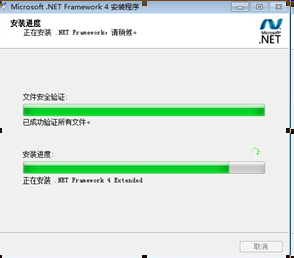 Microsoft .NET Framework 4 安装程序
安装进度
正在安装 .NET Framework，请稍候。
Microsoft
.NET
文件安全验证:
已成功验证所有文件。
安装进度:
正在安装 .NET Framework 4 Extended
取消